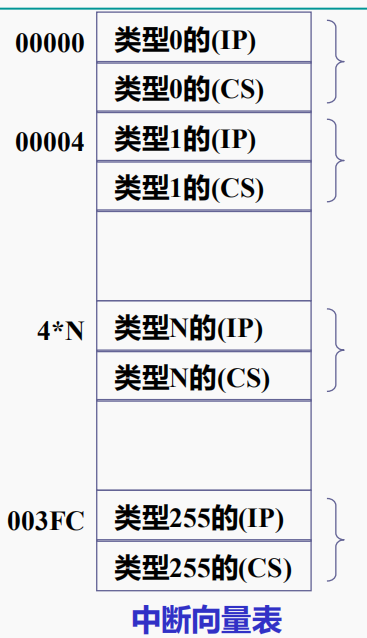 00000 类型0的(IP)
类型0的(CS)
00004 类型1的(IP)
类型1的(CS)
4*N 类型N的(IP)
类型N的(CS)
003FC 类型255的(IP)
类型255的(CS)
中断向量表